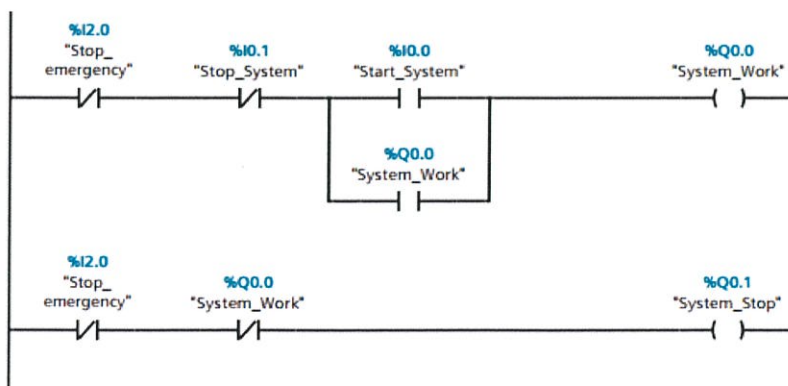 %I2.0
"Stop_
emergency"
%I0.1
"Stop_System"
%I0.0
"Start_System"
%Q0.0
"System_Work"
%Q0.0
"System_Work"
%I2.0
"Stop_
emergency"
%Q0.0
"System_Work"
%Q0.1
"System_Stop"